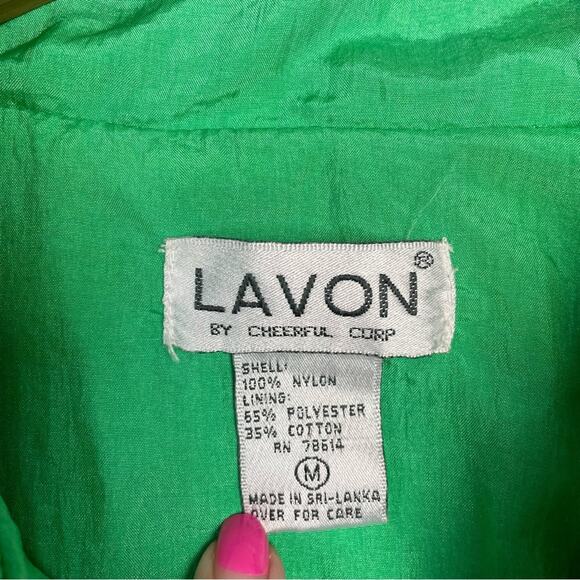 LAVON®
BY CHEERFUL CORP
SHELL:
100% NYLON
LINING:
65% POLYESTER
35% COTTON
RN 78614
M
MADE IN SRI-LANKA
OVER FOR CARE